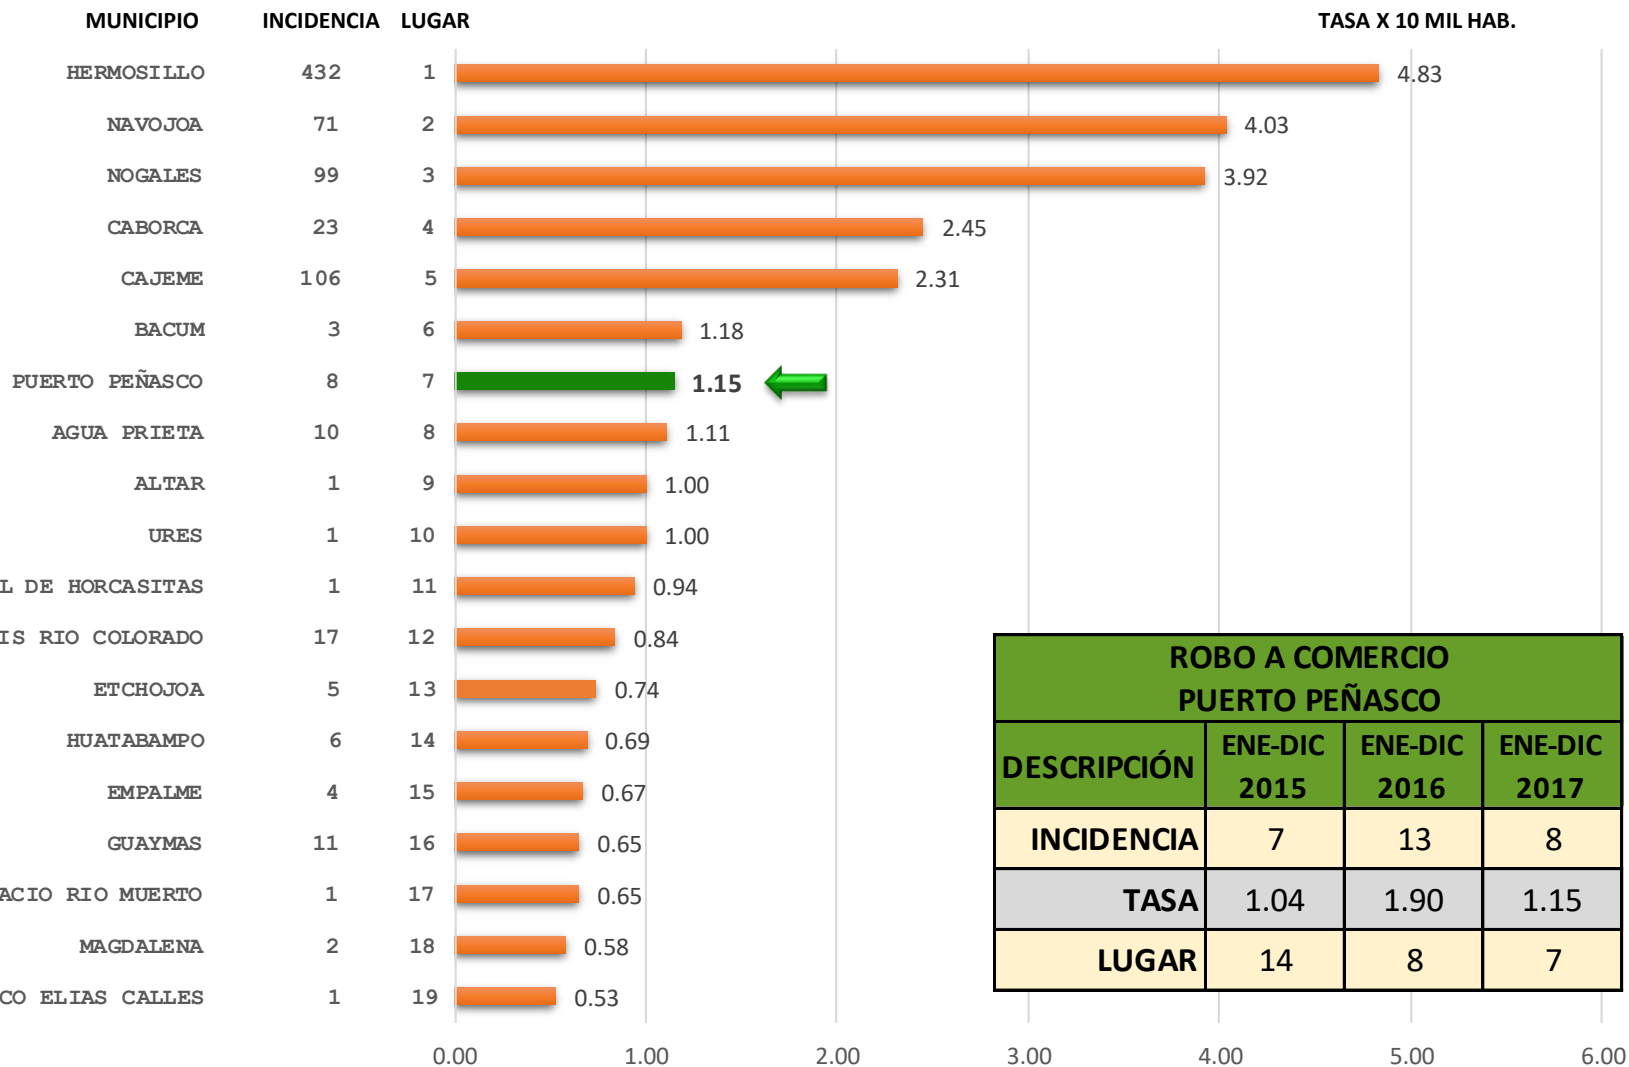 MUNICIPIO INCIDENCIA LUGAR TASA X 10 MIL HAB.
HERMOSILLO 432 1 4.83
NAVOJOA 71 2 4.03
NOGALES 99 3 3.92
CABORCA 23 4 2.45
CAJEME 106 5 2.31
BACUM 3 6 1.18
PUERTO PEÑASCO 8 7 1.15
AGUA PRIETA 10 8 1.11
ALTAR 1 9 1.00
URES 1 10 1.00
L DE HORCASITAS 1 11 0.94
IS RIO COLORADO 17 12 0.84
ETCHOJOA 5 13 0.74
HUATABAMPO 6 14 0.69
EMPALME 4 15 0.67
GUAYMAS 11 16 0.65
ACIO RIO MUERTO 1 17 0.65
MAGDALENA 2 18 0.58
CO ELIAS CALLES 1 19 0.53
0.00 1.00 2.00 3.00 4.00 5.00 6.00
ROBO A COMERCIO
PUERTO PEÑASCO
DESCRIPCIÓN ENE-DIC 2015 ENE-DIC 2016 ENE-DIC 2017
INCIDENCIA 7 13 8
TASA 1.04 1.90 1.15
LUGAR 14 8 7